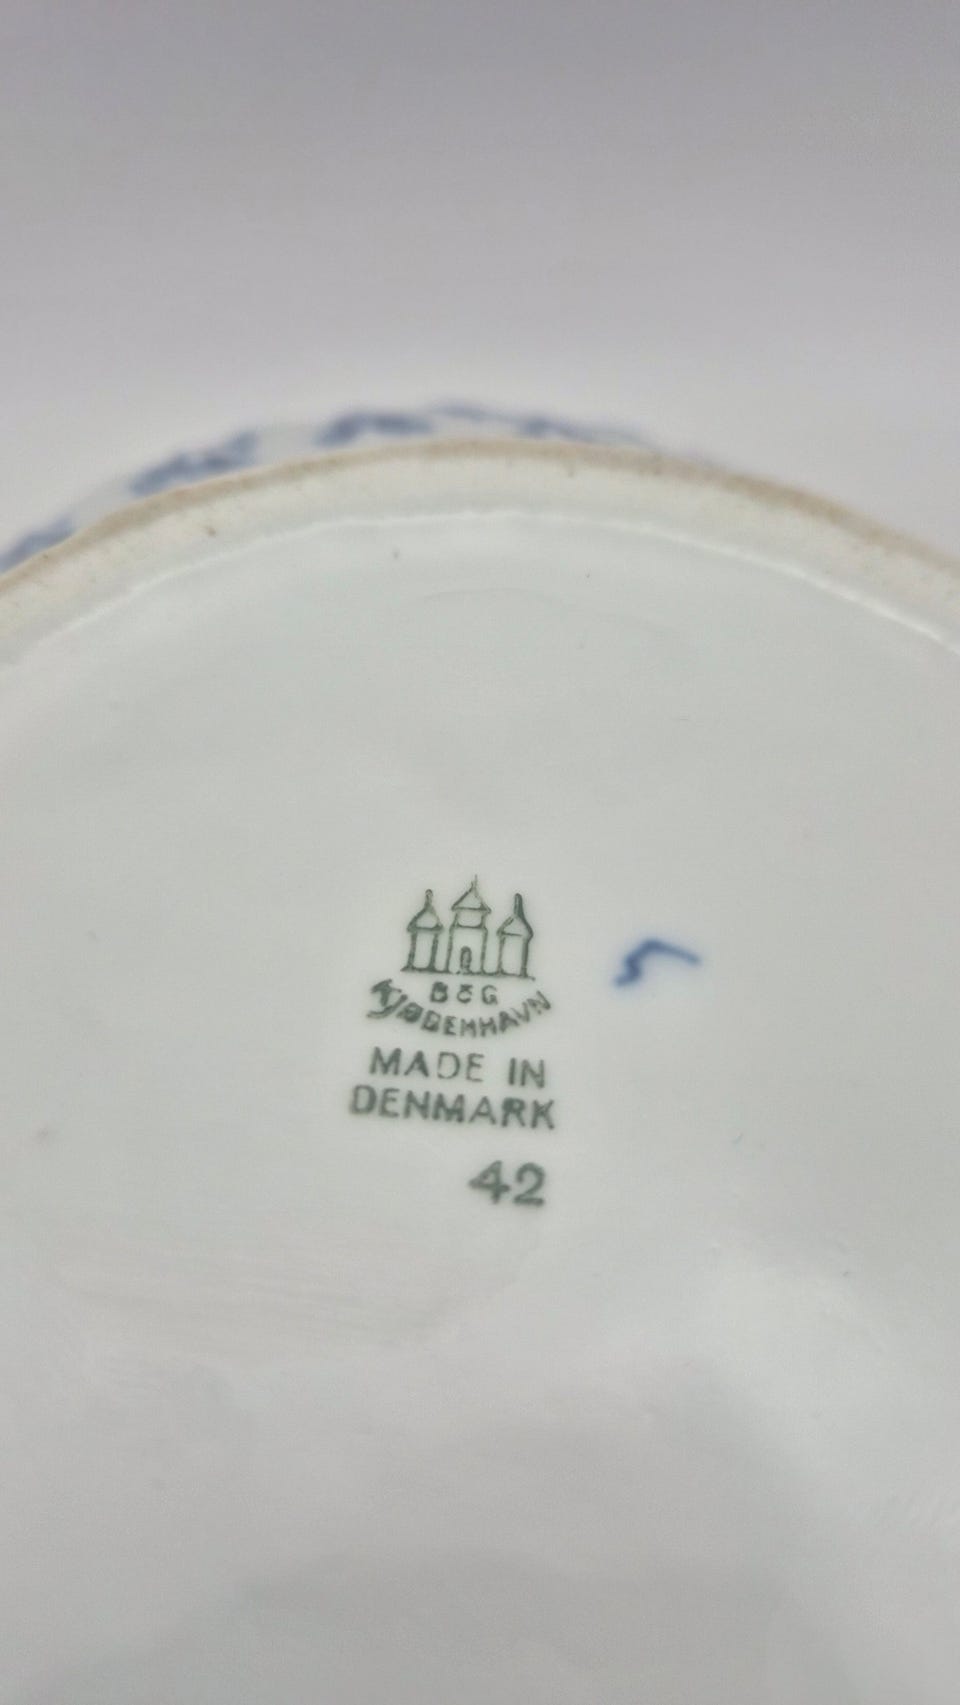 B&G
KJØBENHAVN
MADE IN
DENMARK
42